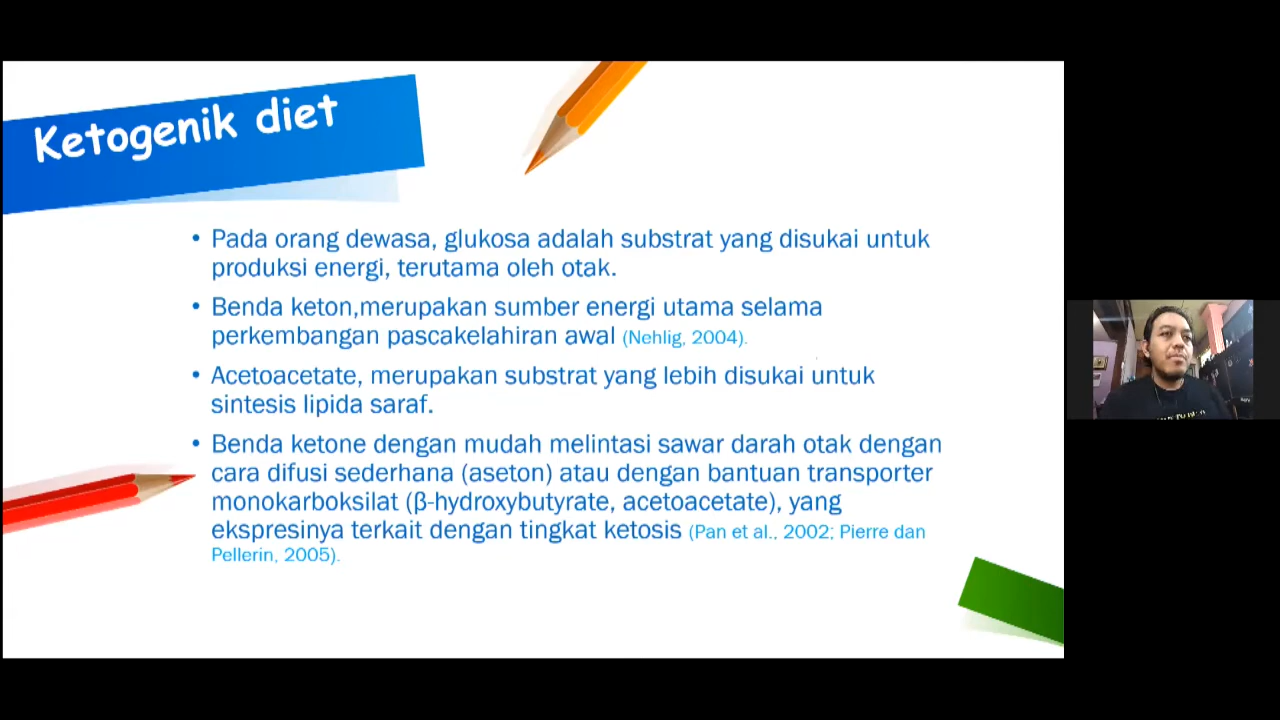 Ketogenik diet
• Pada orang dewasa, glukosa adalah substrat yang disukai untuk
produksi energi, terutama oleh otak.
• Benda keton,merupakan sumber energi utama selama
perkembangan pascakelahiran awal (Nehlig, 2004).
• Acetoacetate, merupakan substrat yang lebih disukai untuk
sintesis lipida saraf.
• Benda ketone dengan mudah melintasi sawar darah otak dengan
cara difusi sederhana (aseton) atau dengan bantuan transporter
monokarboksilat (β-hydroxybutyrate, acetoacetate), yang
ekspresinya terkait dengan tingkat ketosis (Pan et al., 2002; Pierre dan
Pellerin, 2005).